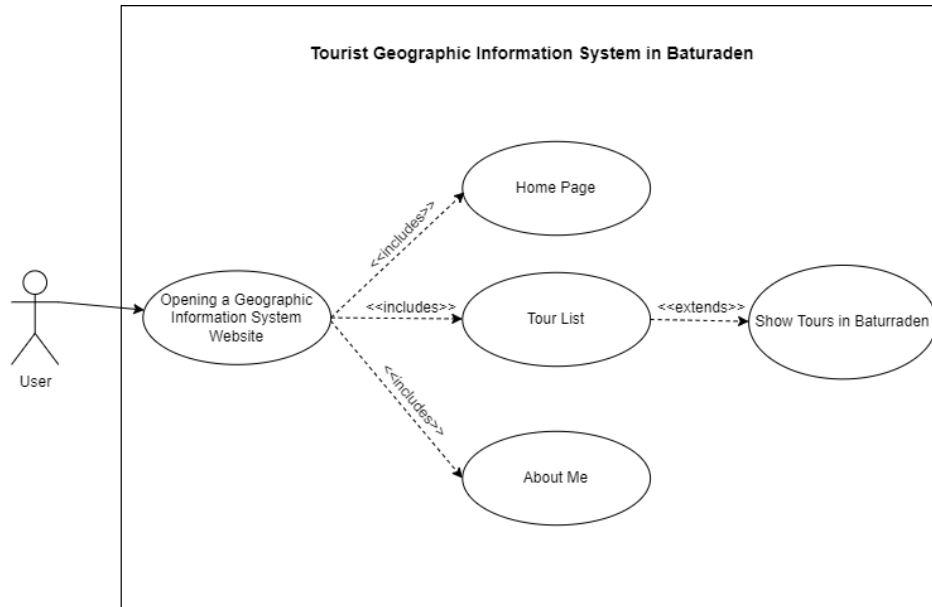 Tourist Geographic Information System in Baturaden
Home Page
<<includes>>
Opening a Geographic
Information System
Website
<<includes>>
Tour List
<<extends>>
Show Tours in Baturraden
User
<<includes>>
About Me